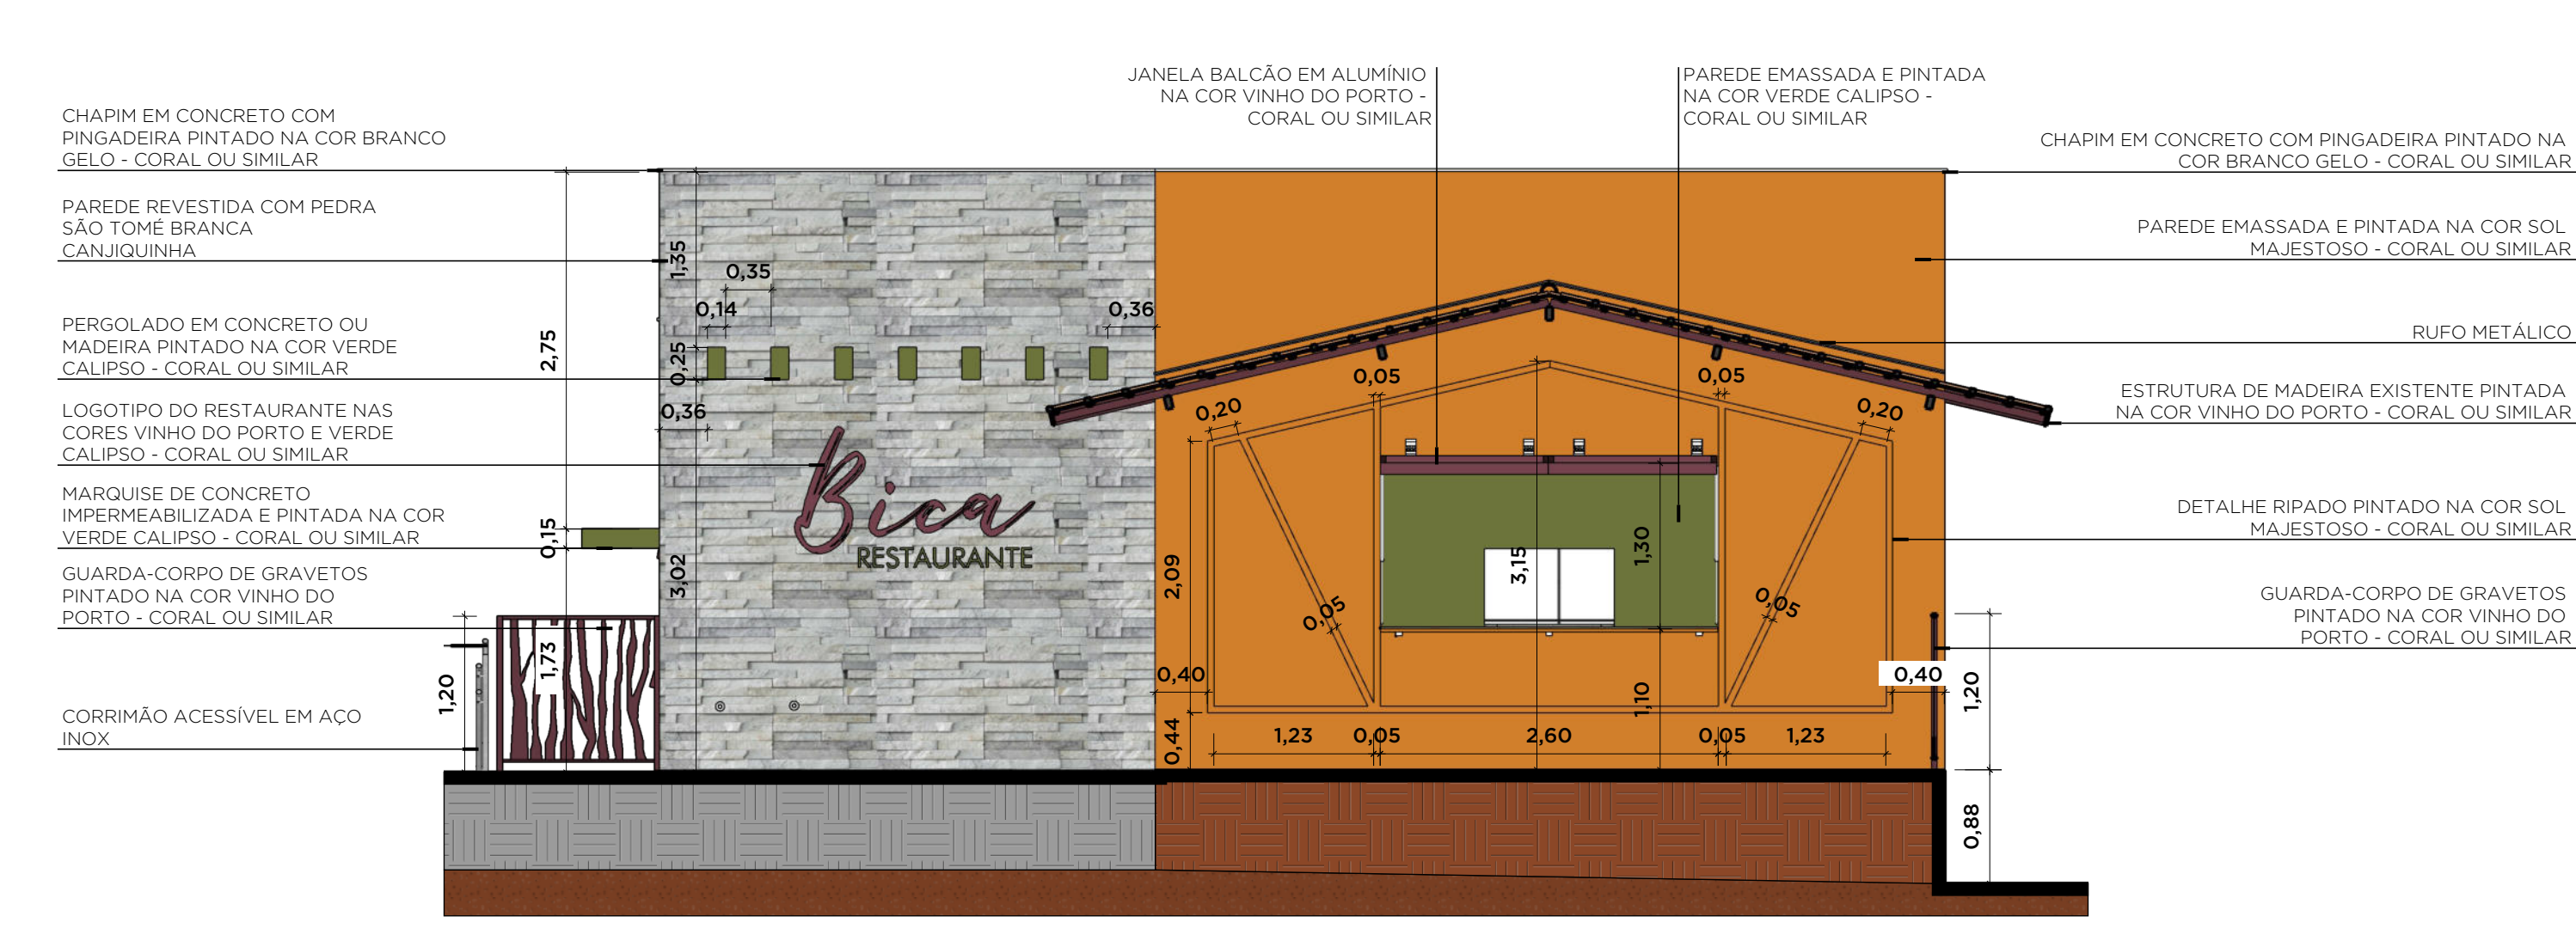 JANELA BALCÃO EM ALUMÍNIO
NA COR VINHO DO PORTO -
CORAL OU SIMILAR
PAREDE EMASSADA E PINTADA
NA COR VERDE CALIPSO -
CORAL OU SIMILAR
CHAPIM EM CONCRETO COM
PINGADEIRA PINTADO NA COR BRANCO
GELO - CORAL OU SIMILAR
PAREDE REVESTIDA COM PEDRA
SÃO TOMÉ BRANCA
CANJIQUINHA
PERGOLADO EM CONCRETO OU
MADEIRA PINTADO NA COR VERDE
CALIPSO - CORAL OU SIMILAR
LOGOTIPO DO RESTAURANTE NAS
CORES VINHO DO PORTO E VERDE
CALIPSO - CORAL OU SIMILAR
MARQUISE DE CONCRETO
IMPERMEABILIZADA E PINTADA NA COR
VERDE CALIPSO - CORAL OU SIMILAR
GUARDA-CORPO DE GRAVETOS
PINTADO NA COR VINHO DO
PORTO - CORAL OU SIMILAR
CORRIMÃO ACESSÍVEL EM AÇO
INOX
2,75
0,15
1,73
1,20
1,35
0,35
0,14
0,36
0,25
0,36
3,02
Bica
RESTAURANTE
0,05
0,05
0,20
0,20
2,09
3,15
1,30
0,05
0,05
0,40
0,40
1,10
0,44
1,23
0,05
2,60
0,05
1,23
1,20
0,88
CHAPIM EM CONCRETO COM PINGADEIRA PINTADO NA
COR BRANCO GELO - CORAL OU SIMILAR
PAREDE EMASSADA E PINTADA NA COR SOL
MAJESTOSO - CORAL OU SIMILAR
RUFO METÁLICO
ESTRUTURA DE MADEIRA EXISTENTE PINTADA
NA COR VINHO DO PORTO - CORAL OU SIMILAR
DETALHE RIPADO PINTADO NA COR SOL
MAJESTOSO - CORAL OU SIMILAR
GUARDA-CORPO DE GRAVETOS
PINTADO NA COR VINHO DO
PORTO - CORAL OU SIMILAR